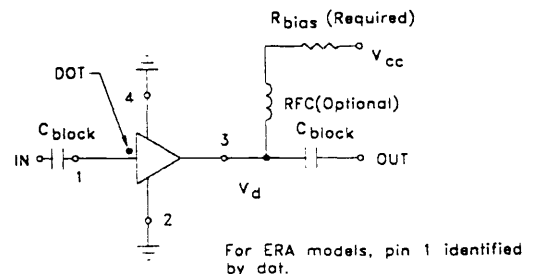 R bias (Required)
V cc
DOT
4
RFC(Optional)
C block
3
C block
IN
1
OUT
V d
2
For ERA models, pin 1 identified
by dot.